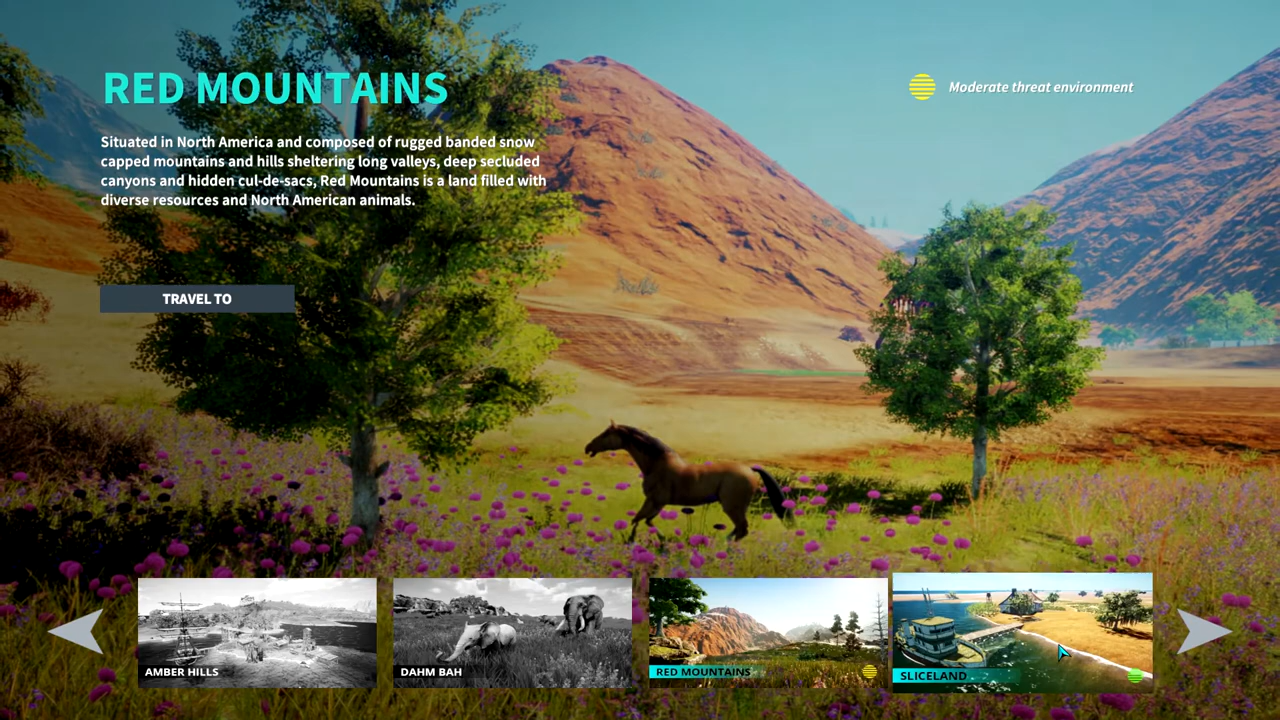 RED MOUNTAINS
Moderate threat environment
Situated in North America and composed of rugged banded snow
capped mountains and hills sheltering long valleys, deep secluded
canyons and hidden cul-de-sacs, Red Mountains is a land filled with
diverse resources and North American animals.
TRAVEL TO
AMBER HILLS
DAHM BAH
RED MOUNTAINS
SLICELAND